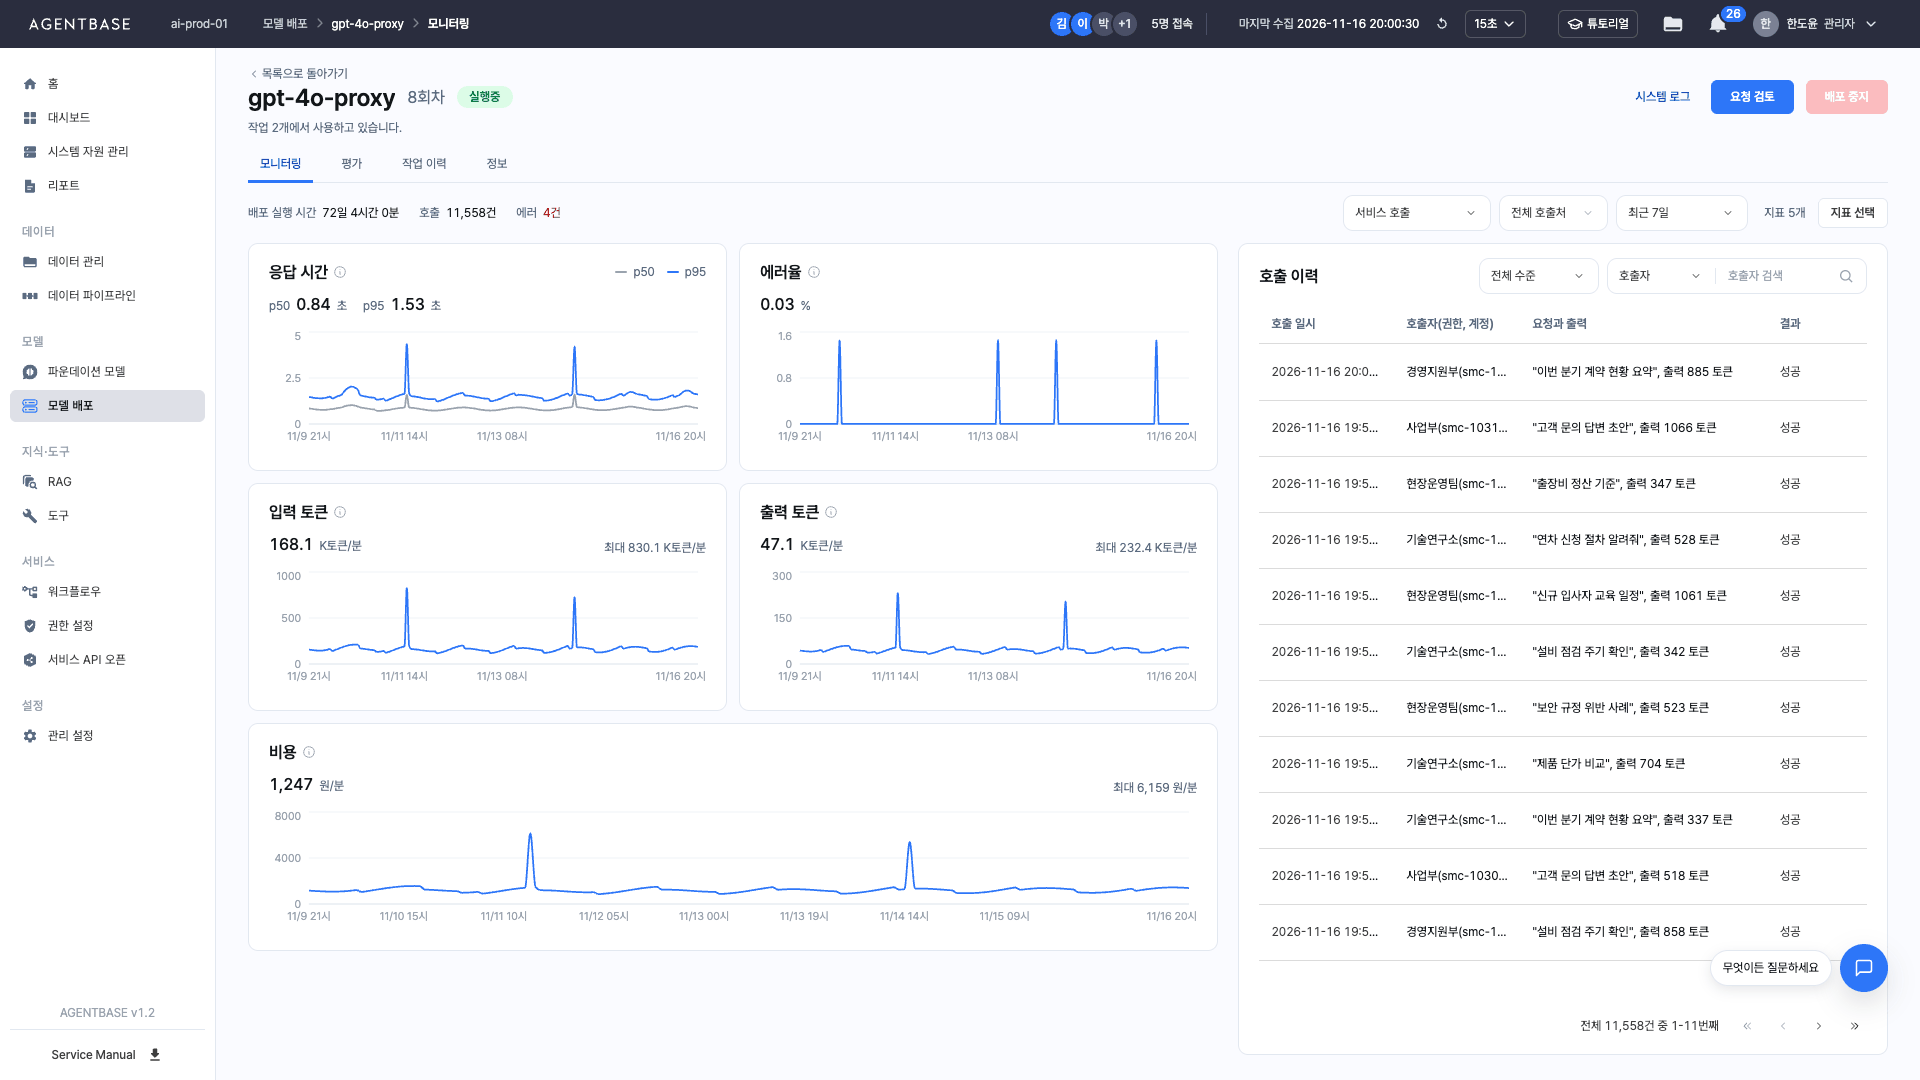 AGENTBASE
ai-prod-01
모델 배포 > gpt-4o-proxy > 모니터링
김 이 박 +1 5명 접속
마지막 수집 2026-11-16 20:00:30
15초
튜토리얼
26
한 한도윤 관리자
홈
대시보드
시스템 자원 관리
리포트
데이터
데이터 관리
데이터 파이프라인
모델
파운데이션 모델
모델 배포
지식·도구
RAG
도구
서비스
워크플로우
권한 설정
서비스 API 오픈
설정
관리 설정
AGENTBASE v1.2
Service Manual
목록으로 돌아가기
gpt-4o-proxy 8회차 실행중
작업 2개에서 사용하고 있습니다.
시스템 로그
요청 검토
배포 중지
모니터링 평가 작업 이력 정보
배포 실행 시간 72일 4시간 0분 호출 11,558건 에러 4건
서비스 호출 전체 호출처 최근 7일 지표 5개 지표 선택
응답 시간
p50 p95
p50 0.84 초 p95 1.53 초
5
2.5
0
11/9 21시 11/11 14시 11/13 08시 11/16 20시
에러율
0.03 %
1.6
0.8
0
11/9 21시 11/11 14시 11/13 08시 11/16 20시
입력 토큰
168.1 K토큰/분
최대 830.1 K토큰/분
1000
500
0
11/9 21시 11/11 14시 11/13 08시 11/16 20시
출력 토큰
47.1 K토큰/분
최대 232.4 K토큰/분
300
150
0
11/9 21시 11/11 14시 11/13 08시 11/16 20시
비용
1,247 원/분
최대 6,159 원/분
8000
4000
0
11/9 21시 11/10 15시 11/11 10시 11/12 05시 11/13 00시 11/13 19시 11/14 14시 11/15 09시 11/16 20시
호출 이력
전체 수준 호출자 호출자 검색
호출 일시 호출자(권한, 계정) 요청과 출력 결과
2026-11-16 20:0... 경영지원부(smc-1... "이번 분기 계약 현황 요약", 출력 885 토큰 성공
2026-11-16 19:5... 사업부(smc-1031... "고객 문의 답변 초안", 출력 1066 토큰 성공
2026-11-16 19:5... 현장운영팀(smc-1... "출장비 정산 기준", 출력 347 토큰 성공
2026-11-16 19:5... 기술연구소(smc-1... "연차 신청 절차 알려줘", 출력 528 토큰 성공
2026-11-16 19:5... 현장운영팀(smc-1... "신규 입사자 교육 일정", 출력 1061 토큰 성공
2026-11-16 19:5... 기술연구소(smc-1... "설비 점검 주기 확인", 출력 342 토큰 성공
2026-11-16 19:5... 현장운영팀(smc-1... "보안 규정 위반 사례", 출력 523 토큰 성공
2026-11-16 19:5... 기술연구소(smc-1... "제품 단가 비교", 출력 704 토큰 성공
2026-11-16 19:5... 기술연구소(smc-1... "이번 분기 계약 현황 요약", 출력 337 토큰 성공
2026-11-16 19:5... 사업부(smc-1030... "고객 문의 답변 초안", 출력 518 토큰 성공
2026-11-16 19:5... 경영지원부(smc-1... "설비 점검 주기 확인", 출력 858 토큰 성공
무엇이든 질문하세요
전체 11,558건 중 1-11번째